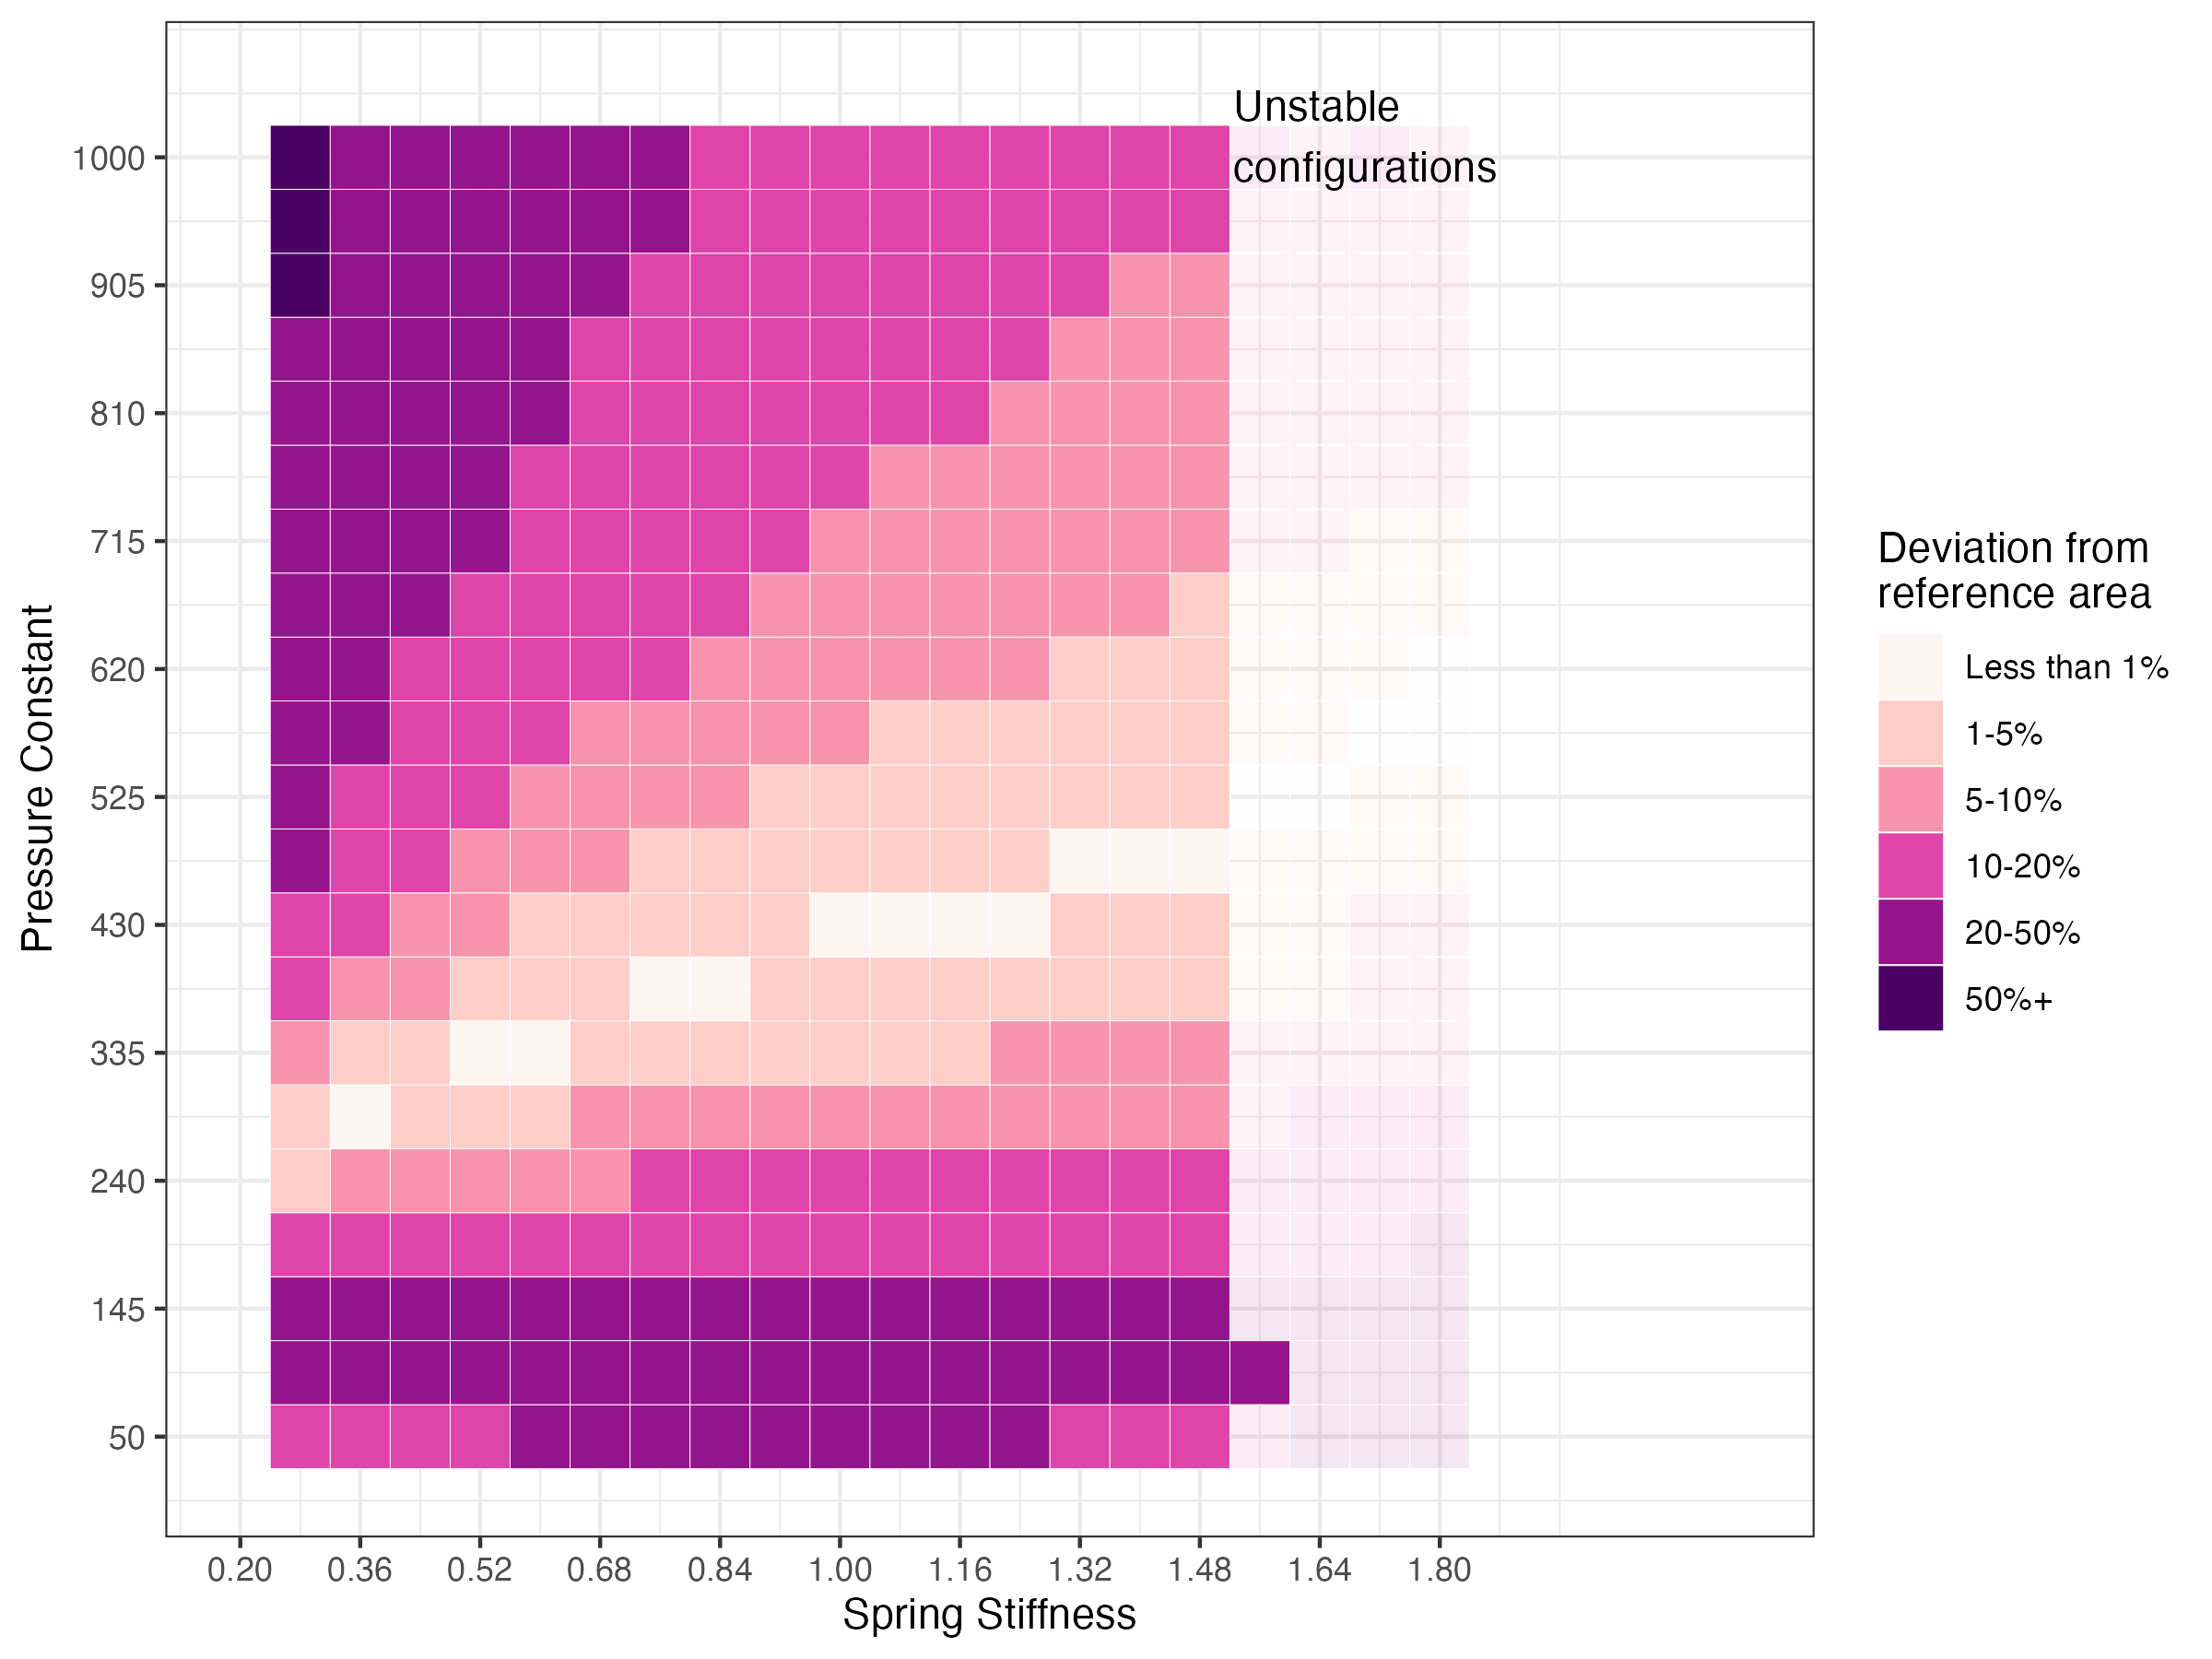 Unstable
configurations
1000
905
810
715
620
525
430
335
240
145
50
Pressure Constant
0.20 0.36 0.52 0.68 0.84 1.00 1.16 1.32 1.48 1.64 1.80
Spring Stiffness
Deviation from
reference area
Less than 1%
1-5%
5-10%
10-20%
20-50%
50%+